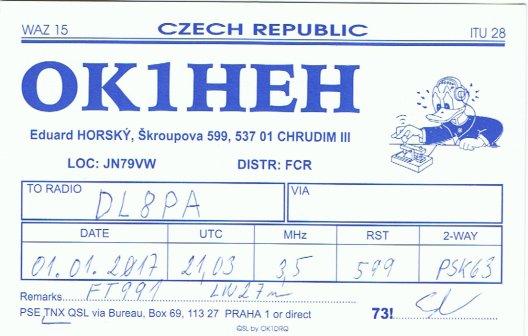 WAZ 15 CZECH REPUBLIC ITU 28
OK1HEH
Eduard HORSKÝ, Škroupova 599, 537 01 CHRUDIM III
LOC: JN79VW DISTR: FCR
TO RADIO DL8PA VIA
DATE UTC MHz RST 2-WAY
01.01.2017 21,03 3,5 599 PSK63
Remarks FT991 LW27m
PSE TNX QSL via Bureau, Box 69, 113 27 PRAHA 1 or direct 73!
QSL by OK1DRQ